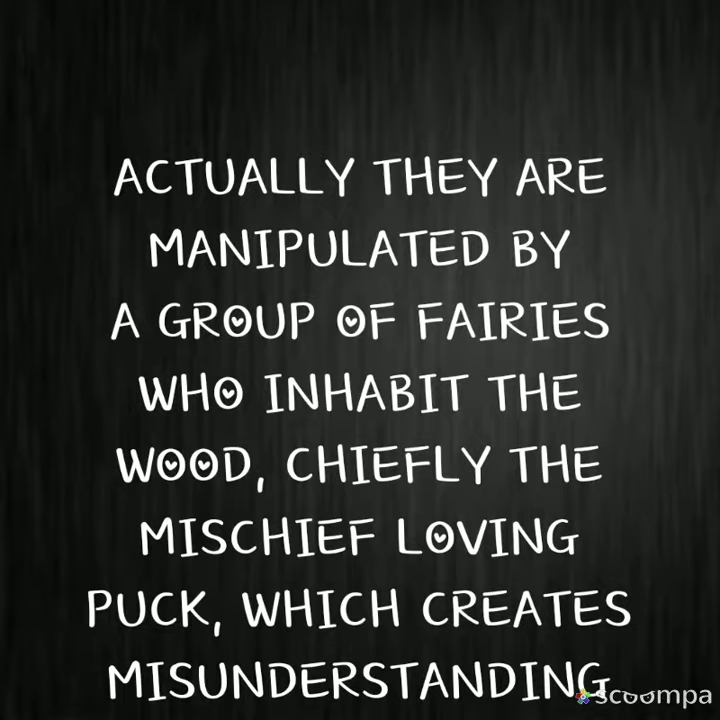 ACTUALLY THEY ARE
MANIPULATED BY
A GROUP OF FAIRIES
WHO INHABIT THE
WOOD, CHIEFLY THE
MISCHIEF LOVING
PUCK, WHICH CREATES
MISUNDERSTANDING
scoompa